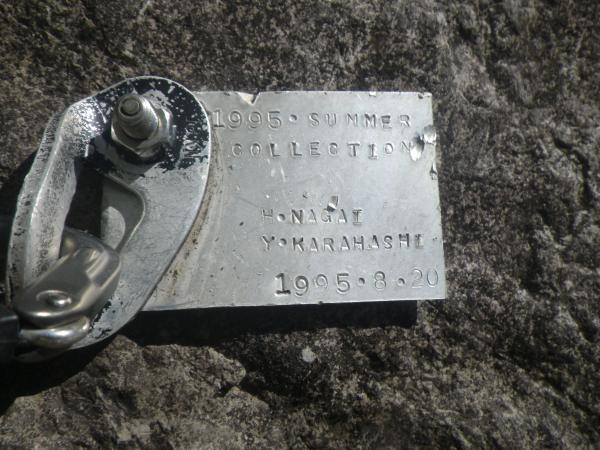 1995·SUMMER
COLLECTION
H·NAGAI
Y·KARAHASHI
1995·8·20